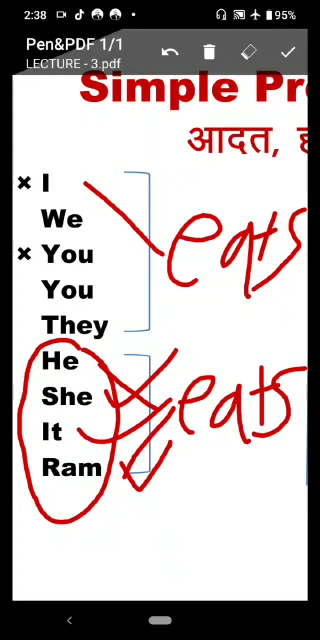 2:38
95%
Pen&PDF 1/1
LECTURE - 3.pdf
Simple Pr
आदत, ह
× I
We
× You
You
They
eats
He
She
It
Ram
eats